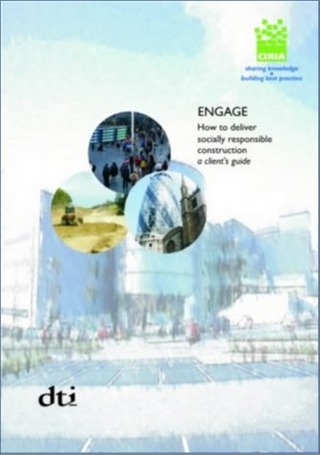 CIRIA
sharing knowledge
building best practice
ENGAGE
How to deliver
socially responsible
construction
a client's guide
dti